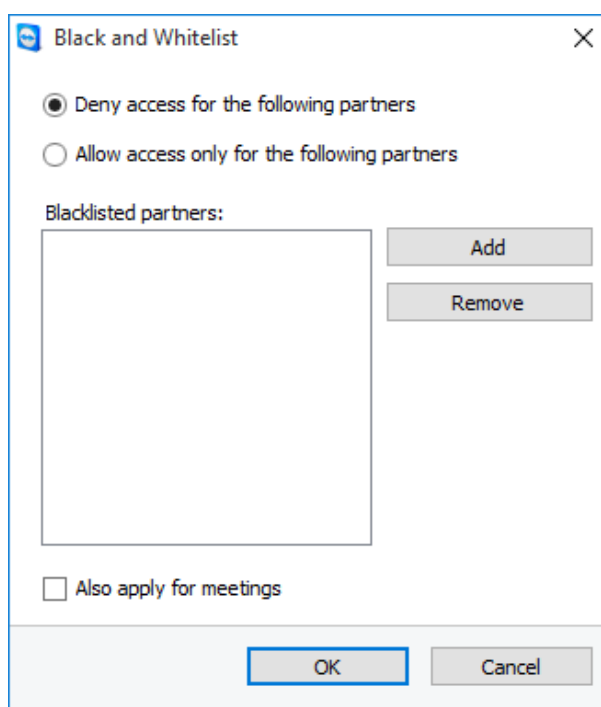 Black and Whitelist
Deny access for the following partners
Allow access only for the following partners
Blacklisted partners:
Add
Remove
Also apply for meetings
OK
Cancel